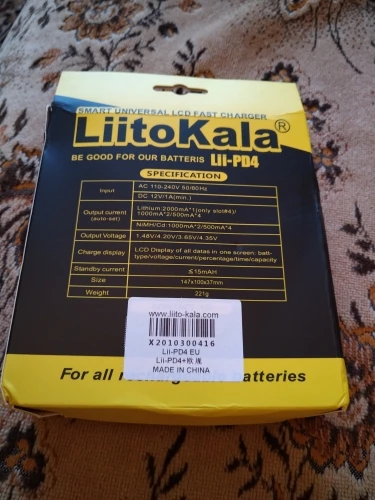 SMART UNIVERSAL LCD FAST CHARGER
LiitoKala®
BE GOOD FOR OUR BATTERIS LII-PD4
SPECIFICATION
Input AC 110-240V 50/60Hz
DC 12V/1A(min.)
Output current (auto-set) Lithium:2000mA*1(only slot#4)/
1000mA*2/500mA*4
NiMH/Cd:1000mA*2/500mA*4
Output Voltage 1.48V/4.20V/3.65V/4.35V
Charge display LCD Display of all datas in one screen: batt-
type/voltage/current/percentage/time/capacity
Standby current ≤15mAH
Size 147x100x37mm
Weight 221g
www.liito-kala.com
X2010300416
Lii-PD4 EU
Lii-PD4+欧规
MADE IN CHINA
For all batteries